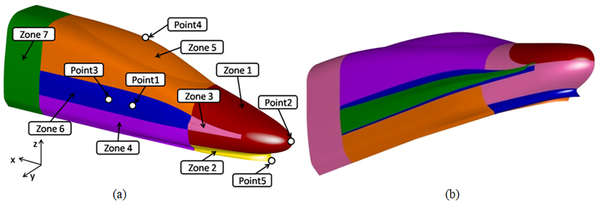 Point4
Zone 7
Zone 5
Point3
Point1
Zone 1
Zone 3
Point2
Zone 6
Zone 4
Zone 2
Point5
z
x
y
(a)
(b)